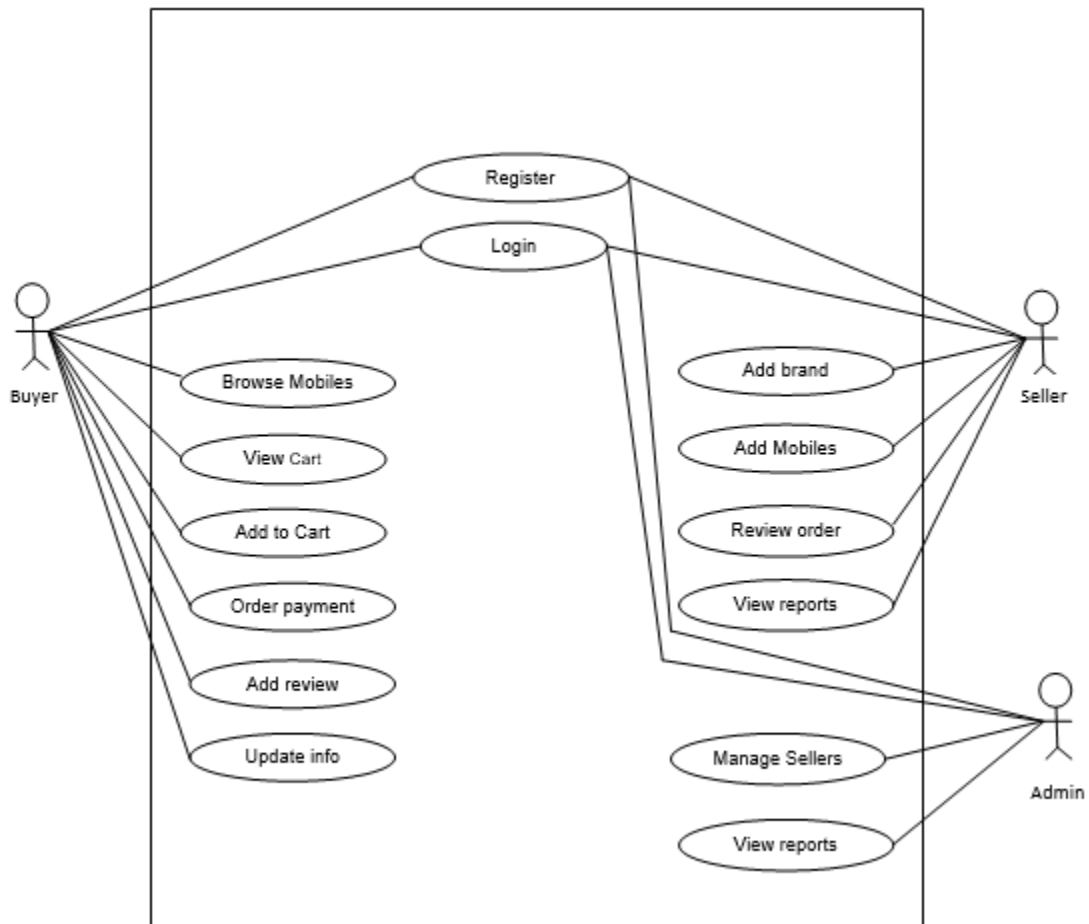 Register
Login
Buyer
Browse Mobiles
View Cart
Add to Cart
Order payment
Add review
Update info
Add brand
Seller
Add Mobiles
Review order
View reports
Manage Sellers
Admin
View reports